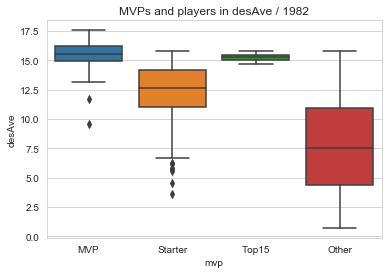 MVPs and players in desAve / 1982
17.5
15.0
12.5
10.0
7.5
5.0
2.5
0.0
desAve
MVP Starter Top15 Other
mvp